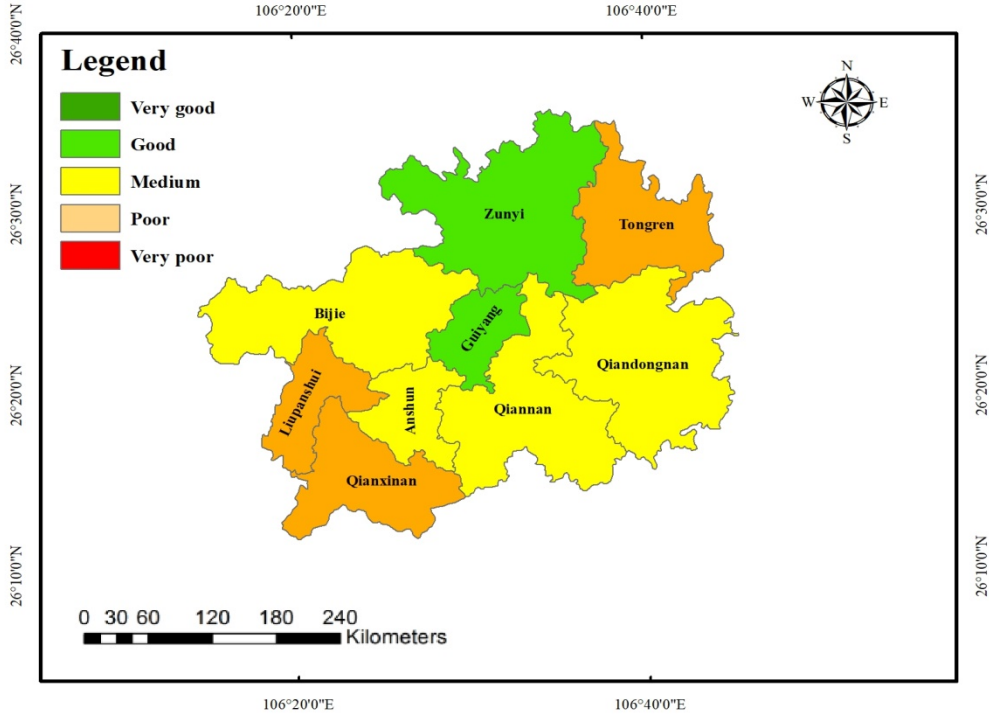 106°20'0"E 106°40'0"E
26°40'0"N
Legend
Very good
Good
Medium
Poor
Very poor
N
W E
S
26°30'0"N
26°30'0"N
Zunyi
Tongren
Bijie
Guiyang
Qiandongnan
26°20'0"N
26°20'0"N
Liupanshui
Anshun
Qiannan
Qianxinan
26°10'0"N
26°10'0"N
0 30 60 120 180 240
Kilometers
106°20'0"E 106°40'0"E